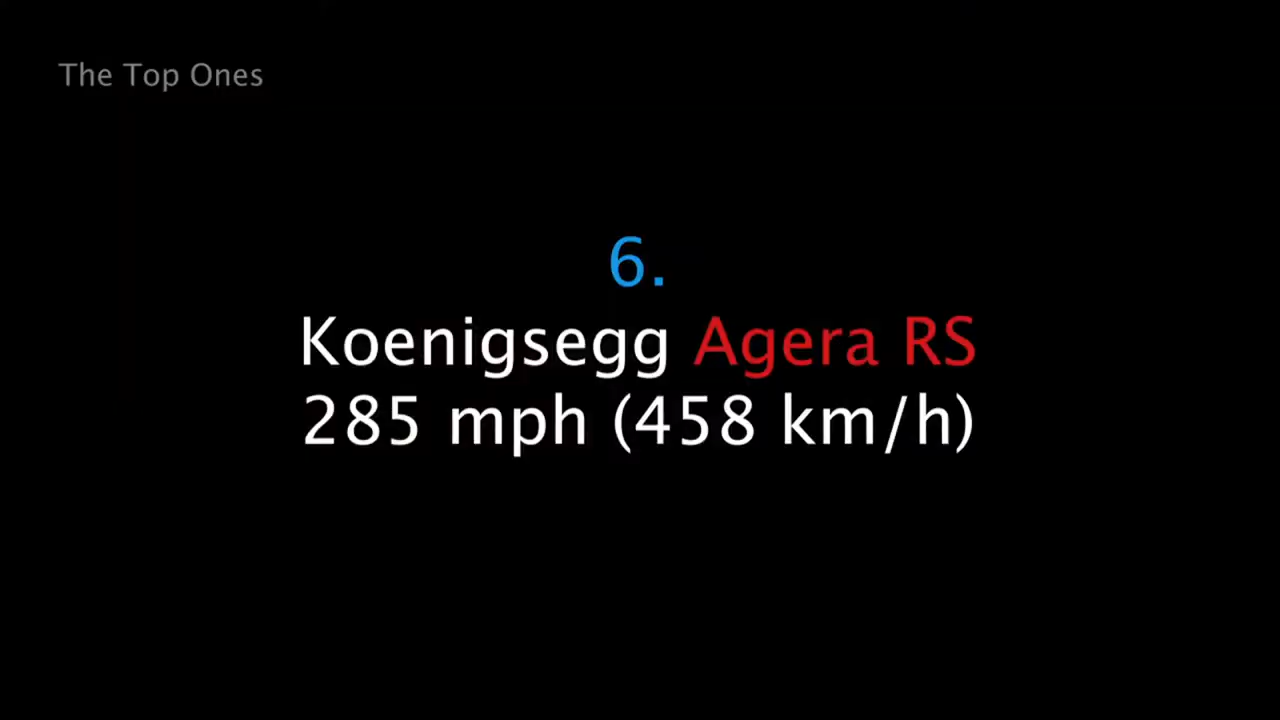 The Top Ones
6.
Koenigsegg Agera RS
285 mph (458 km/h)